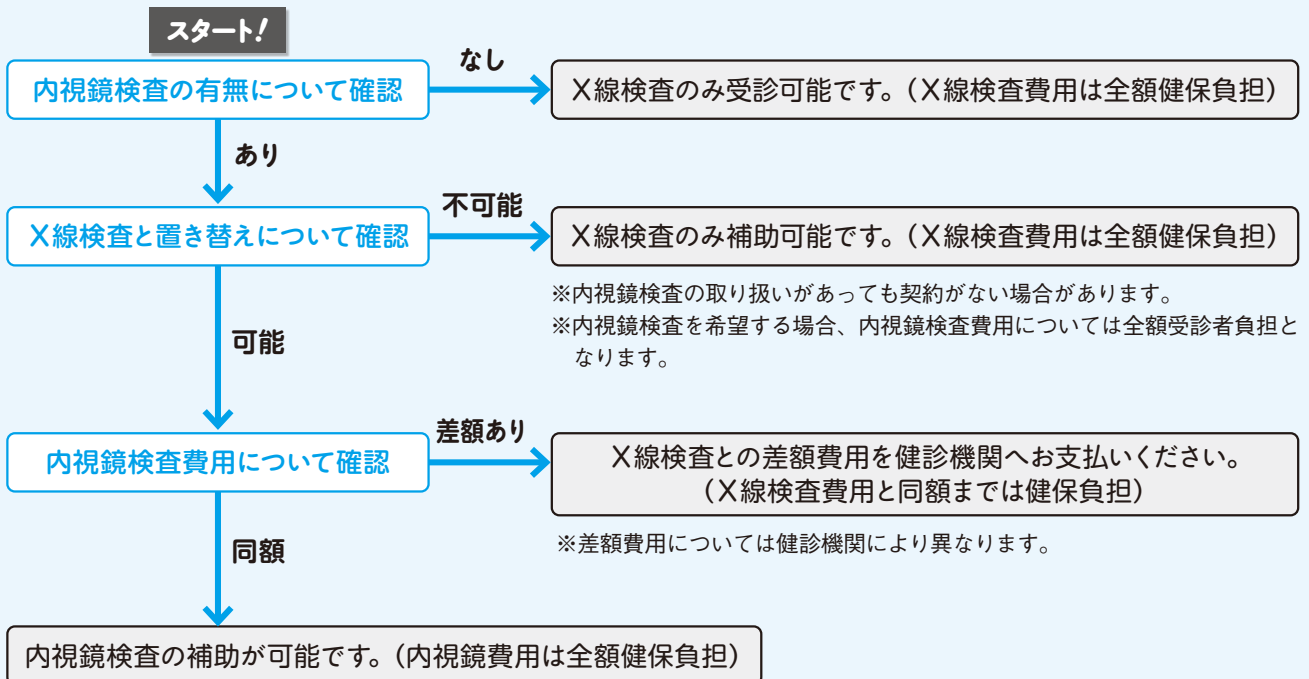 スタート!
内視鏡検査の有無について確認
なし
X線検査のみ受診可能です。(X線検査費用は全額健保負担)
あり
X線検査と置き替えについて確認
不可能
X線検査のみ補助可能です。(X線検査費用は全額健保負担)
※内視鏡検査の取り扱いがあっても契約がない場合があります。
※内視鏡検査を希望する場合、内視鏡検査費用については全額受診者負担と
なります。
可能
内視鏡検査費用について確認
差額あり
X線検査との差額費用を健診機関へお支払いください。
(X線検査費用と同額までは健保負担)
※差額費用については健診機関により異なります。
同額
内視鏡検査の補助が可能です。(内視鏡費用は全額健保負担)